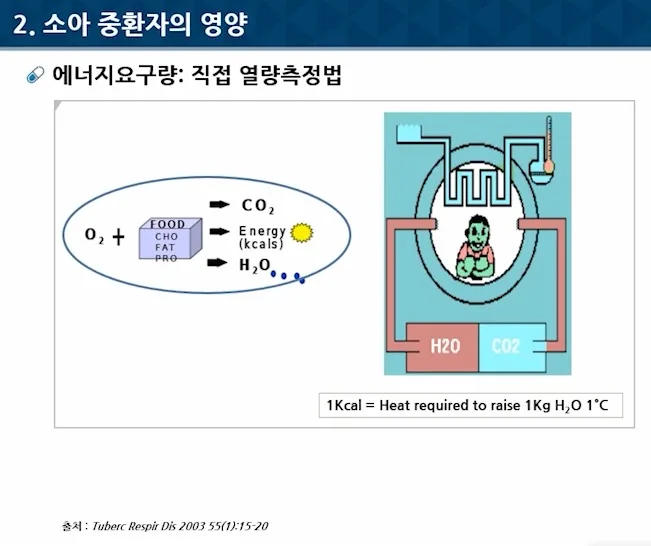 2. 소아 중환자의 영양
에너지요구량: 직접 열량측정법
O₂ + FOOD
CHO
FAT
PRO
CO₂
Energy
(kcals)
H₂O
H2O
CO2
1Kcal = Heat required to raise 1Kg H₂O 1°C
출처 : Tuberc Respir Dis 2003 55(1):15-20